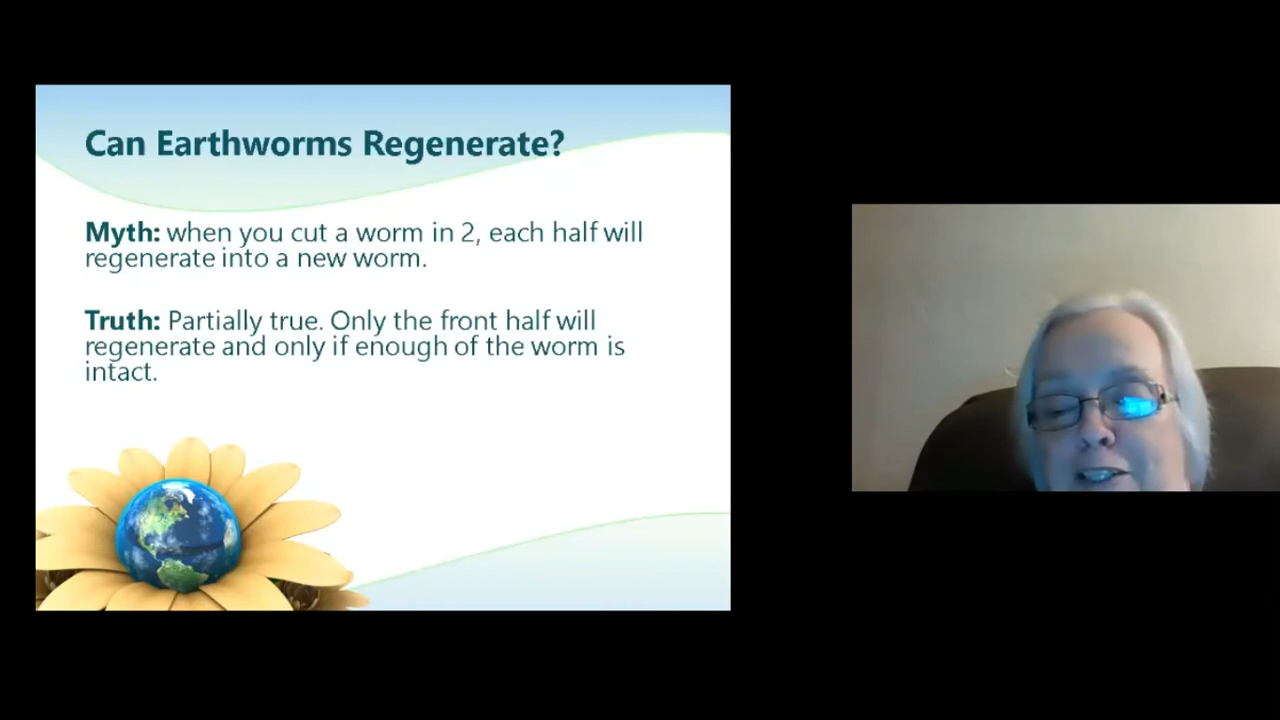 Can Earthworms Regenerate?
Myth: when you cut a worm in 2, each half will
regenerate into a new worm.
Truth: Partially true. Only the front half will
regenerate and only if enough of the worm is
intact.